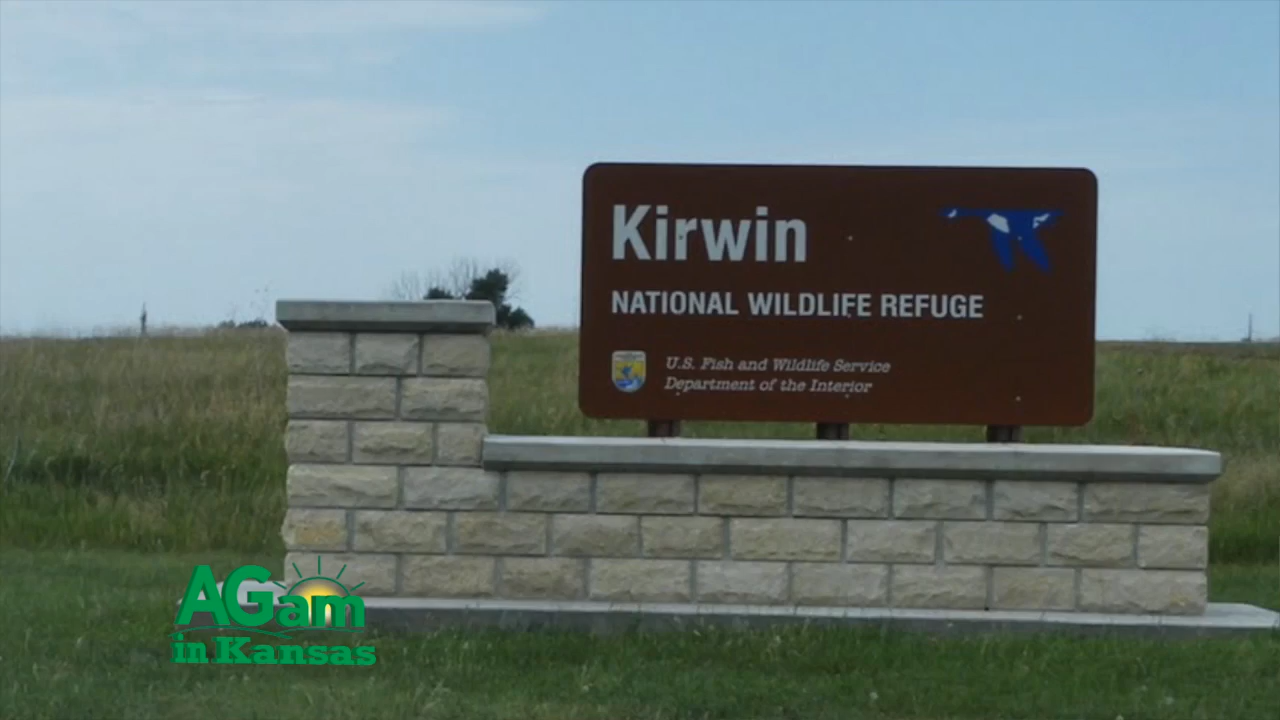 Kirwin
NATIONAL WILDLIFE REFUGE
U.S. Fish and Wildlife Service
Department of the Interior
AGam
in Kansas